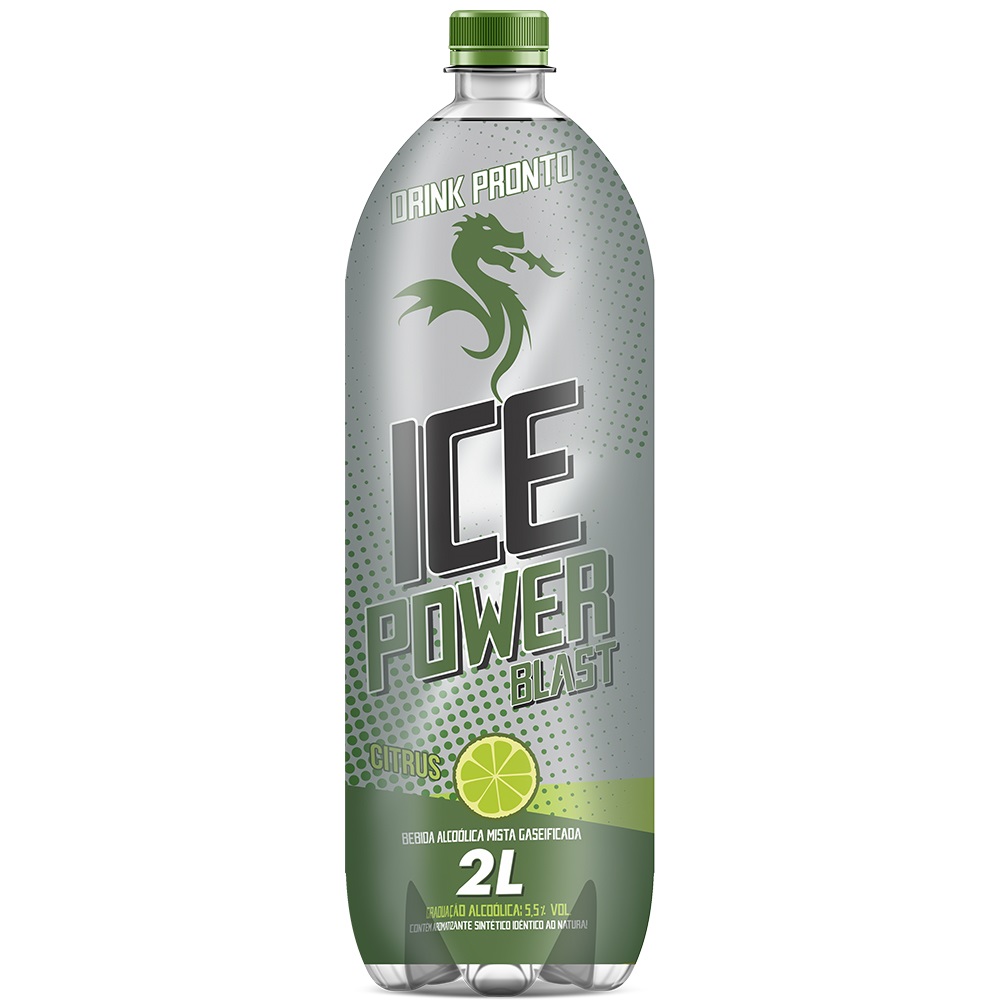 DRINK PRONTO
ICE
POWER
BLAST
CITRUS
BEBIDA ALCOÓLICA MISTA GASEIFICADA
2L
GRADUAÇÃO ALCOÓLICA: 5,5% VOL
CONTÉM AROMATIZANTE SINTÉTICO IDÊNTICO AO NATURAL